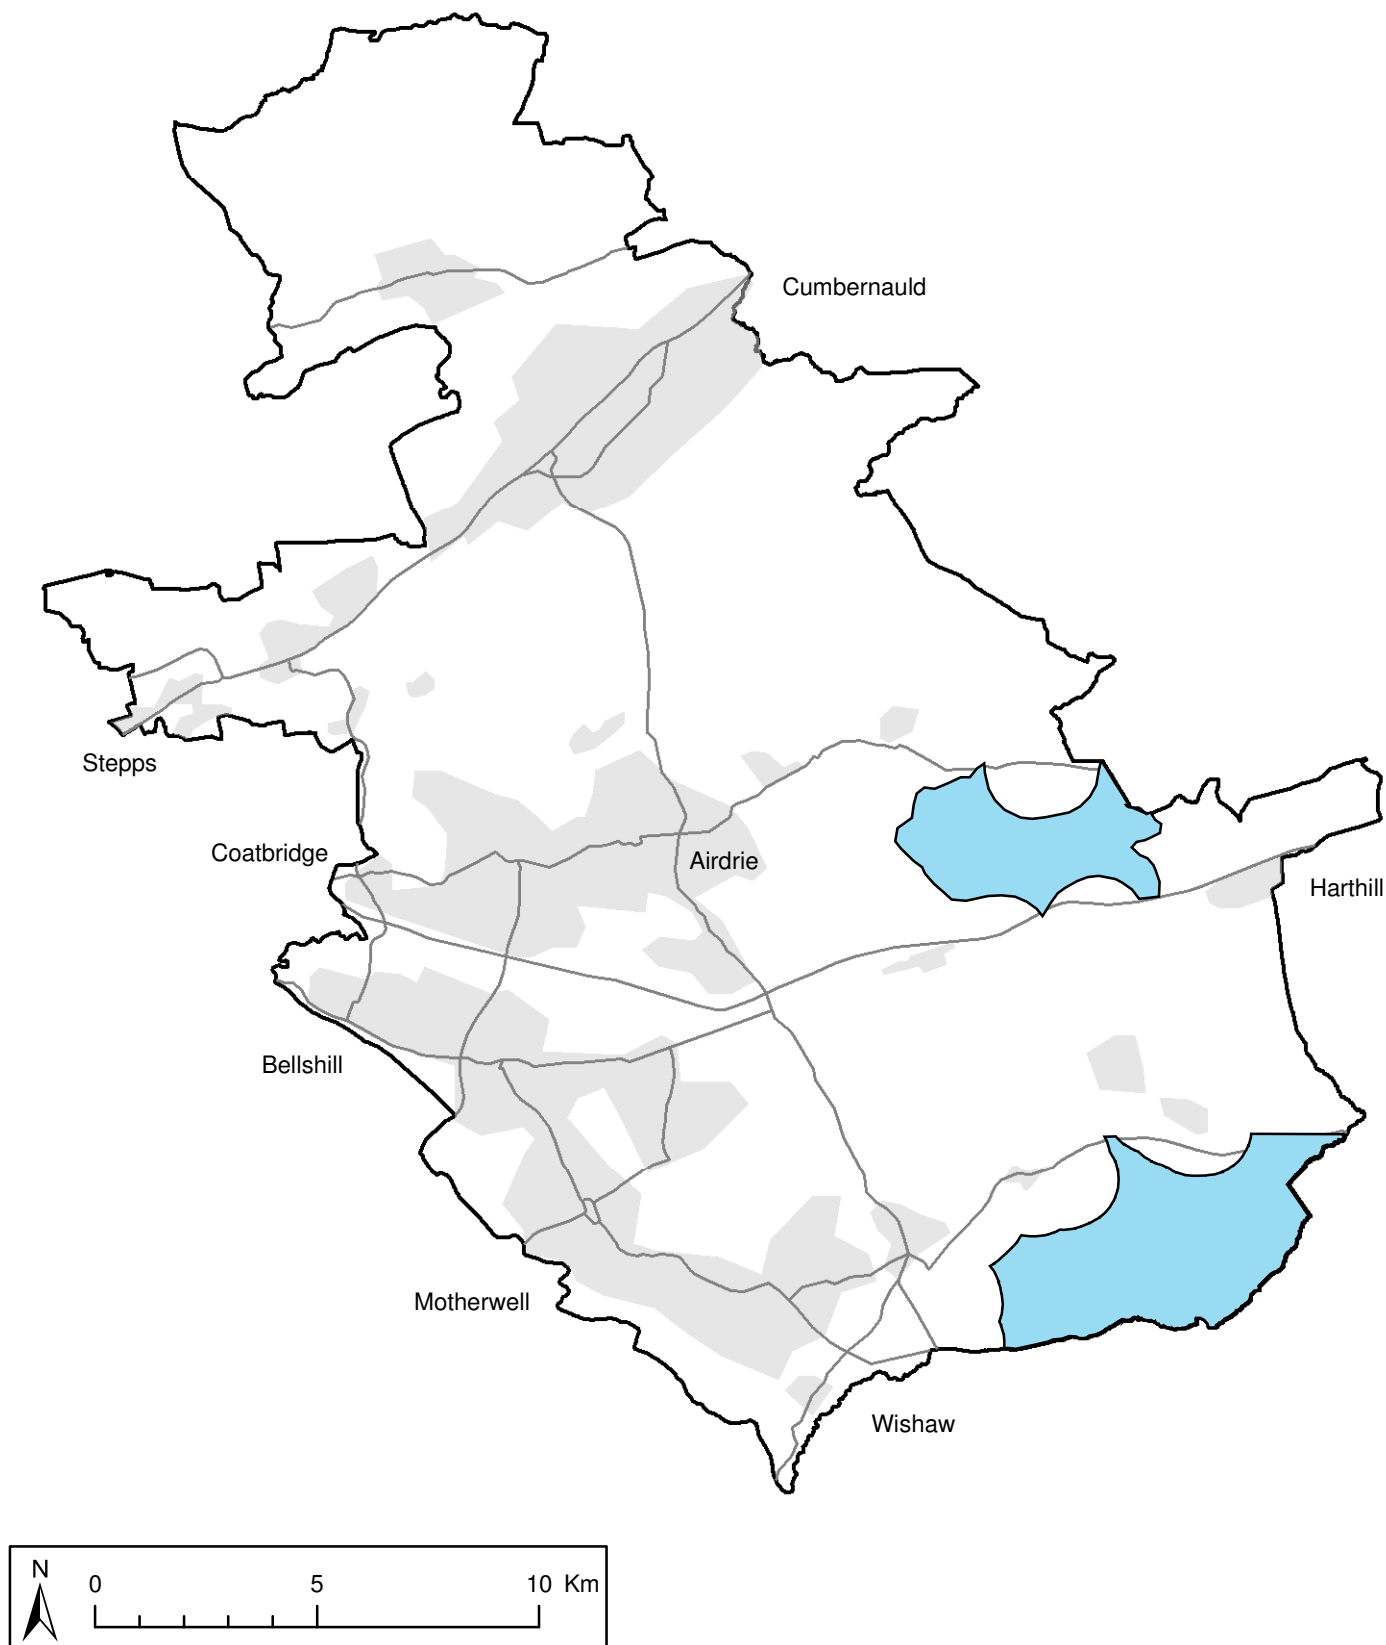 Cumbernauld
Stepps
Coatbridge
Airdrie
Harthill
Bellshill
Motherwell
Wishaw
N
0 5 10 Km